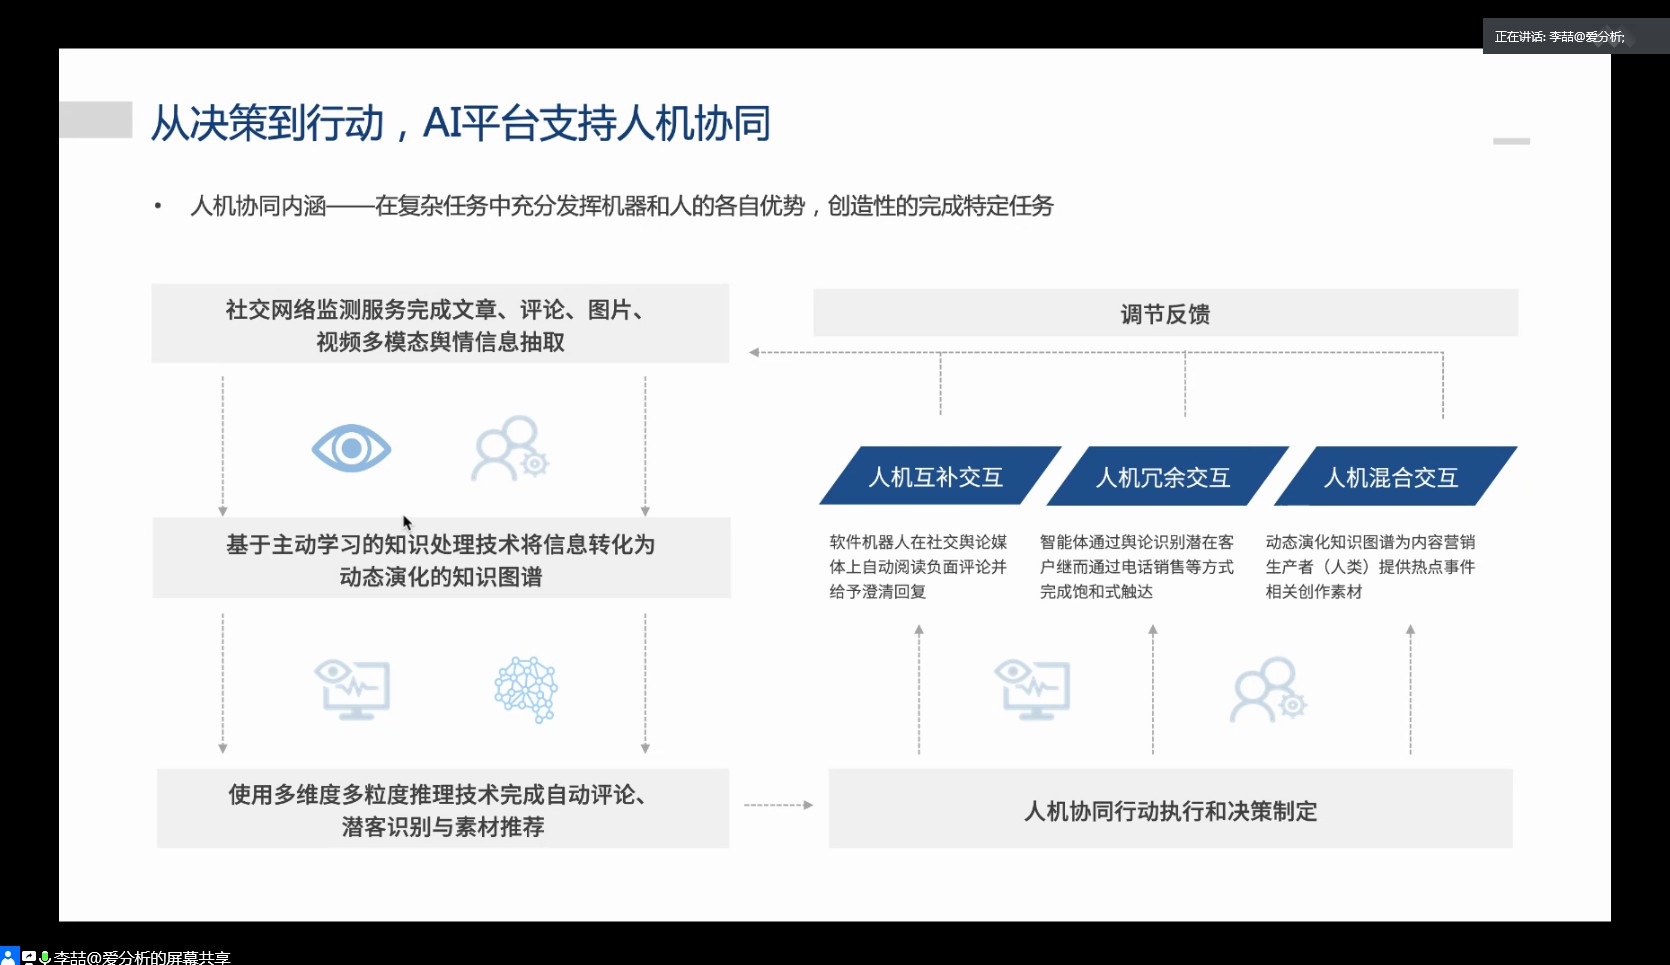 正在讲话: 李喆@爱分析;
从决策到行动，AI平台支持人机协同
• 人机协同内涵——在复杂任务中充分发挥机器和人的各自优势，创造性的完成特定任务
社交网络监测服务完成文章、评论、图片、
视频多模态舆情信息抽取
基于主动学习的知识处理技术将信息转化为
动态演化的知识图谱
使用多维度多粒度推理技术完成自动评论、
潜客识别与素材推荐
调节反馈
人机互补交互
软件机器人在社交舆论媒
体上自动阅读负面评论并
给予澄清回复
人机冗余交互
智能体通过舆论识别潜在客
户继而通过电话销售等方式
完成饱和式触达
人机混合交互
动态演化知识图谱为内容营销
生产者（人类）提供热点事件
相关创作素材
人机协同行动执行和决策制定
李喆@爱分析的屏幕共享